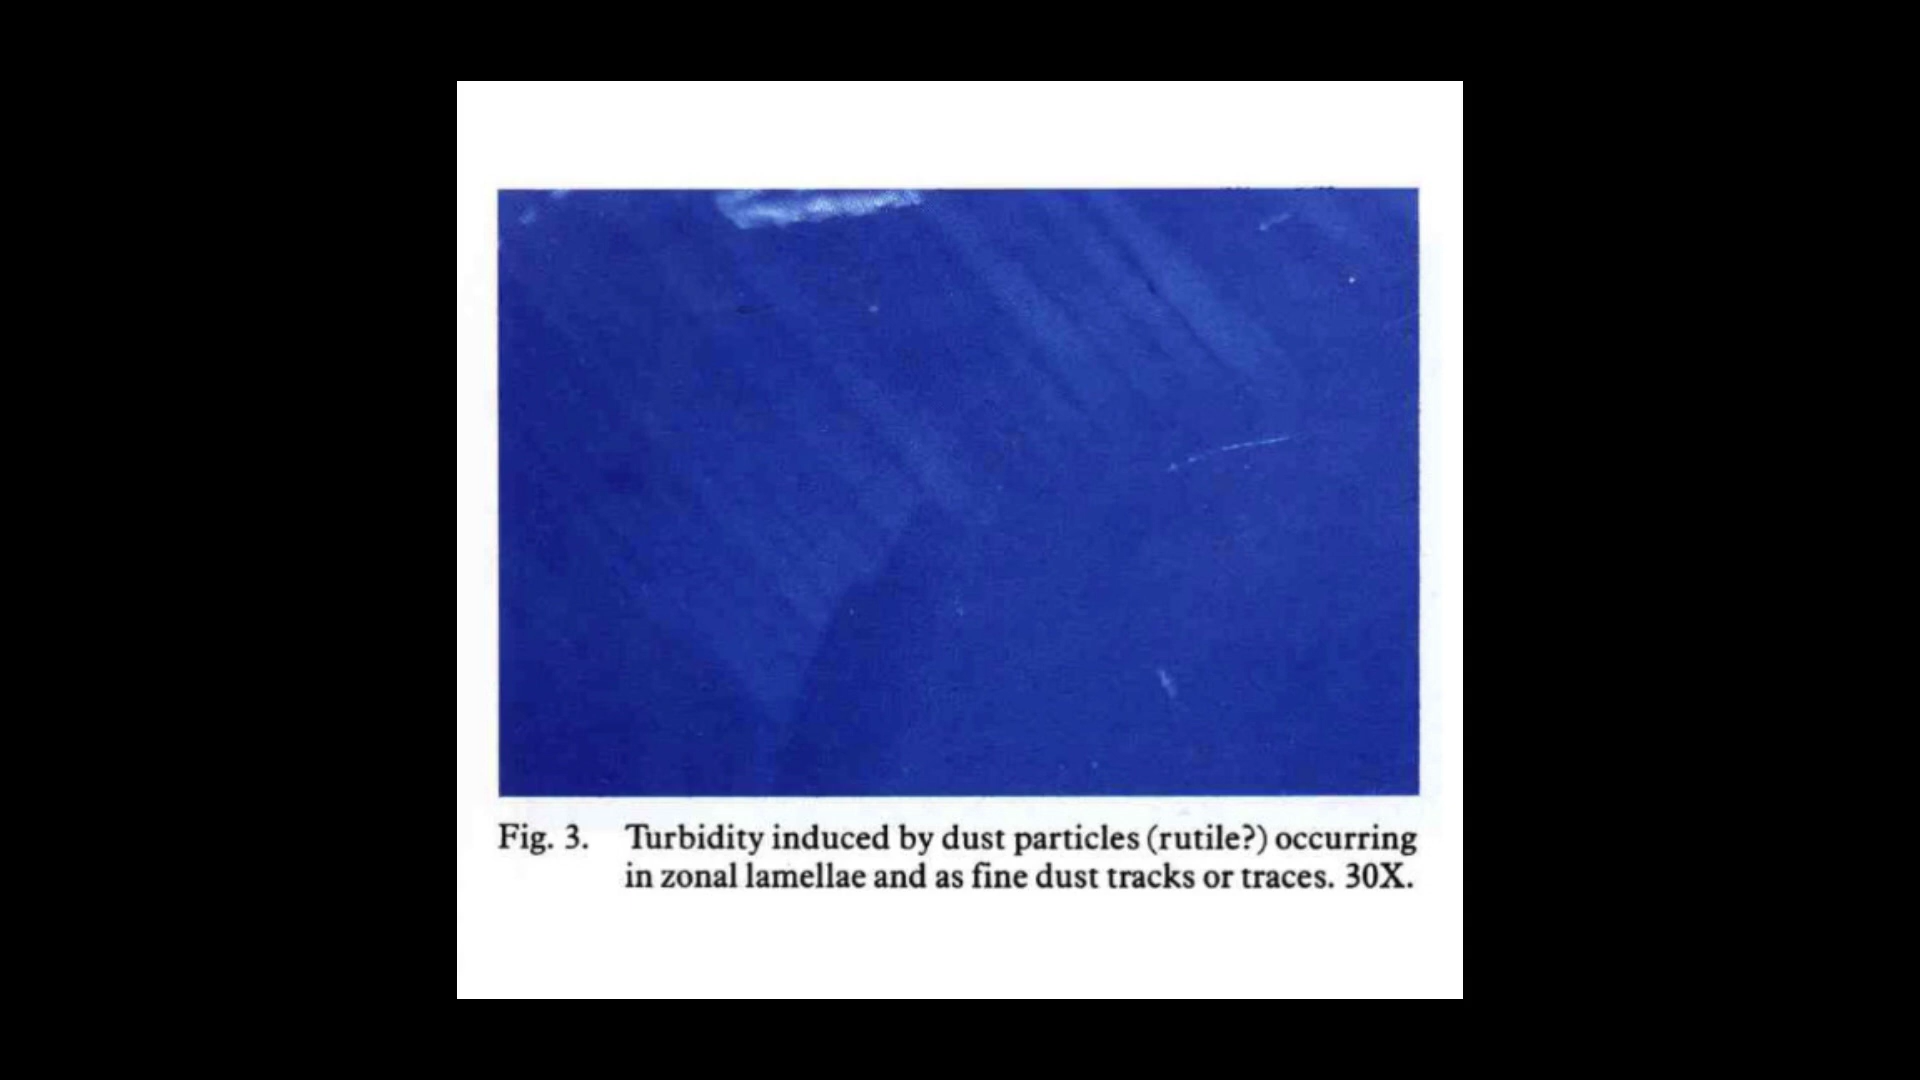 Fig. 3. Turbidity induced by dust particles (rutile?) occurring
in zonal lamellae and as fine dust tracks or traces. 30X.